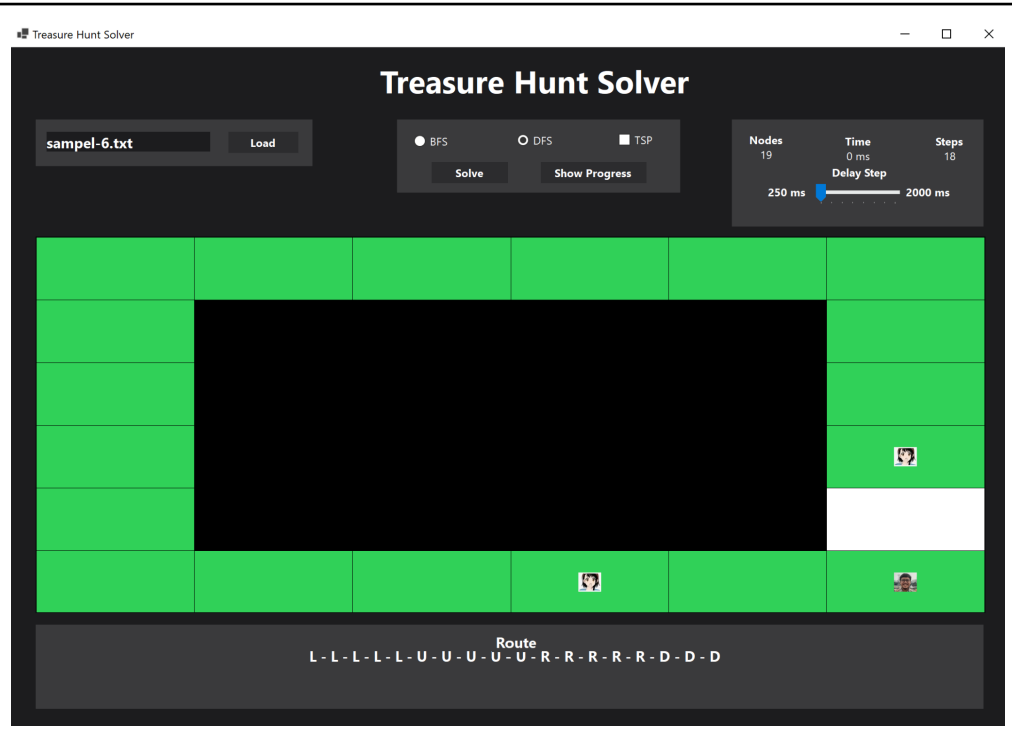 Treasure Hunt Solver
Treasure Hunt Solver
sampel-6.txt Load
BFS DFS TSP
Solve Show Progress
Nodes Time Steps
19 0 ms 18
Delay Step
250 ms 2000 ms
Route
L - L - L - L - L - U - U - U - U - U - R - R - R - R - R - D - D - D